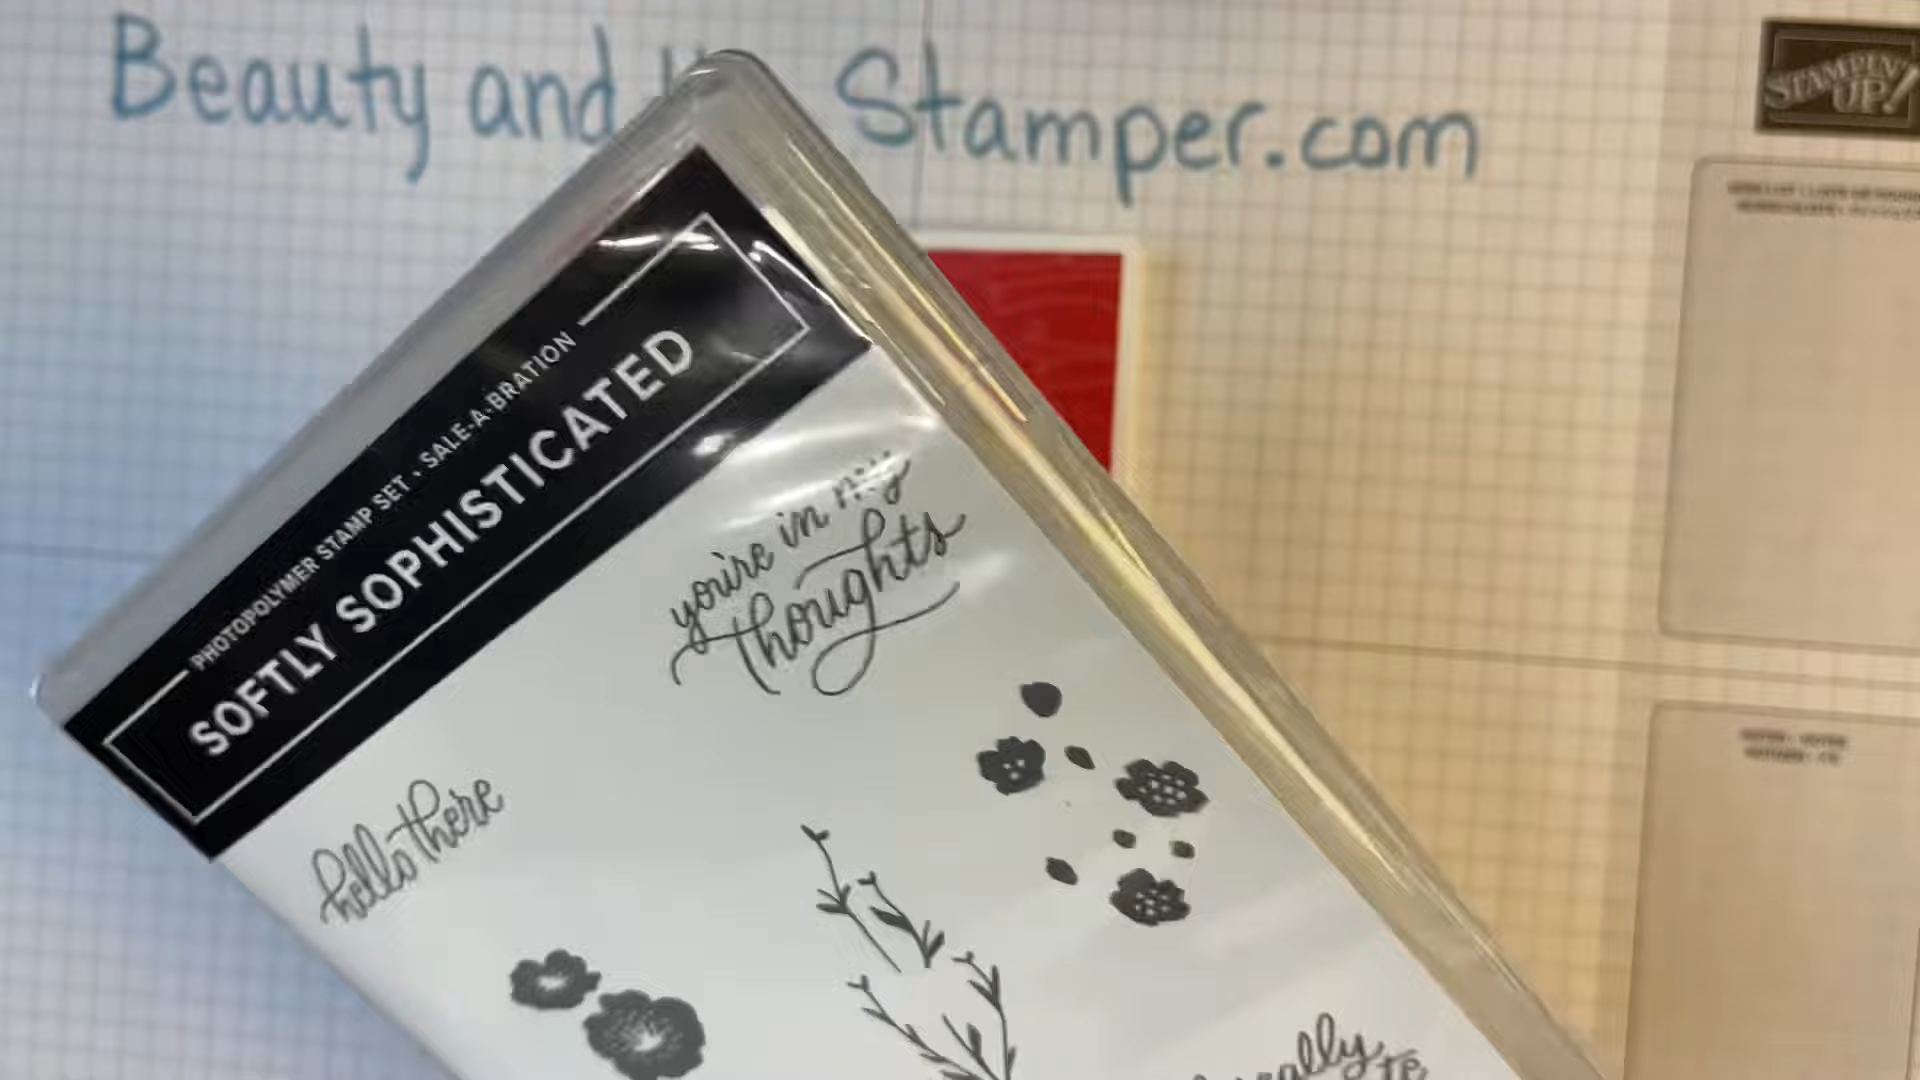 Beauty and Stamper.com
STAMPIN' UP!
PHOTOPOLYMER STAMP SET • SALE-A-BRATION
SOFTLY SOPHISTICATED
you're in my
thoughts
hello there